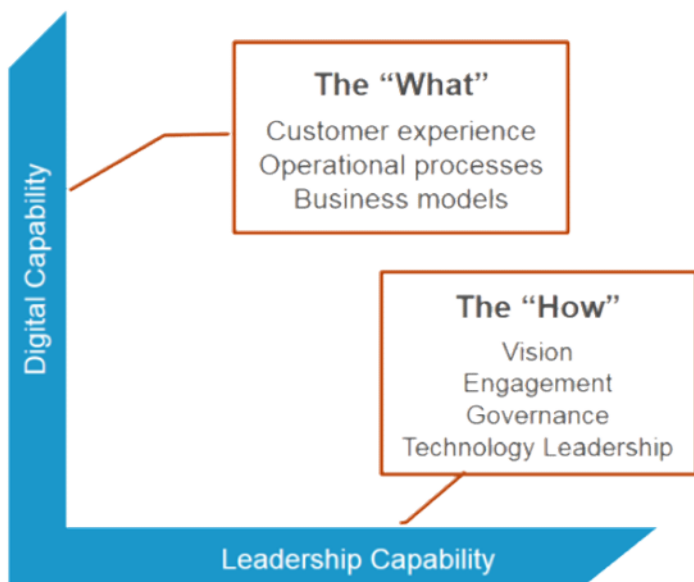 The “What”
Customer experience
Operational processes
Business models
Digital Capability
The “How”
Vision
Engagement
Governance
Technology Leadership
Leadership Capability